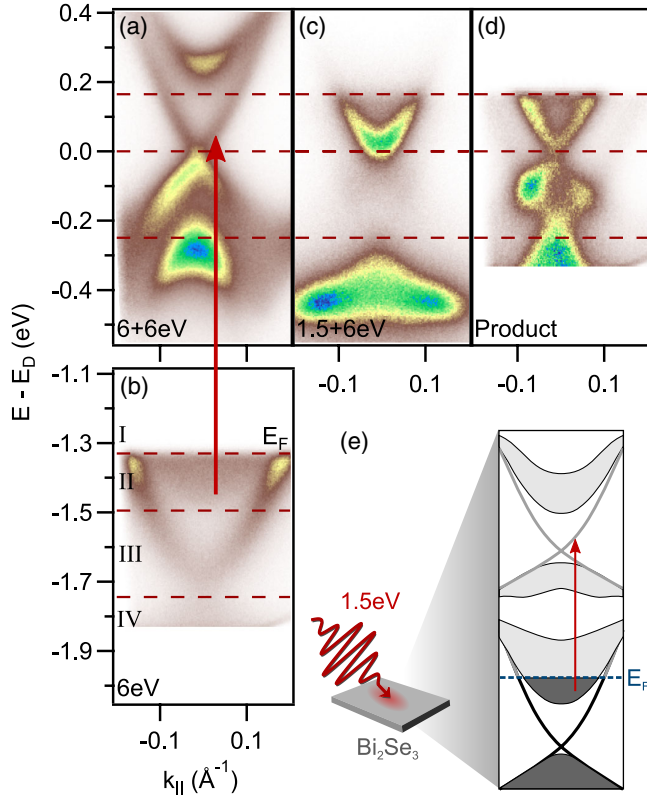 (a)
(c)
(d)
0.4
0.2
0.0
-0.2
-0.4
6+6eV
1.5+6eV
Product
-0.1
0.1
-0.1
0.1
E - E_D (eV)
-1.1
-1.3
-1.5
-1.7
-1.9
(b)
I
E_F
II
III
IV
6eV
-0.1
0.1
k_II (Å⁻¹)
(e)
1.5eV
Bi₂Se₃
E_F